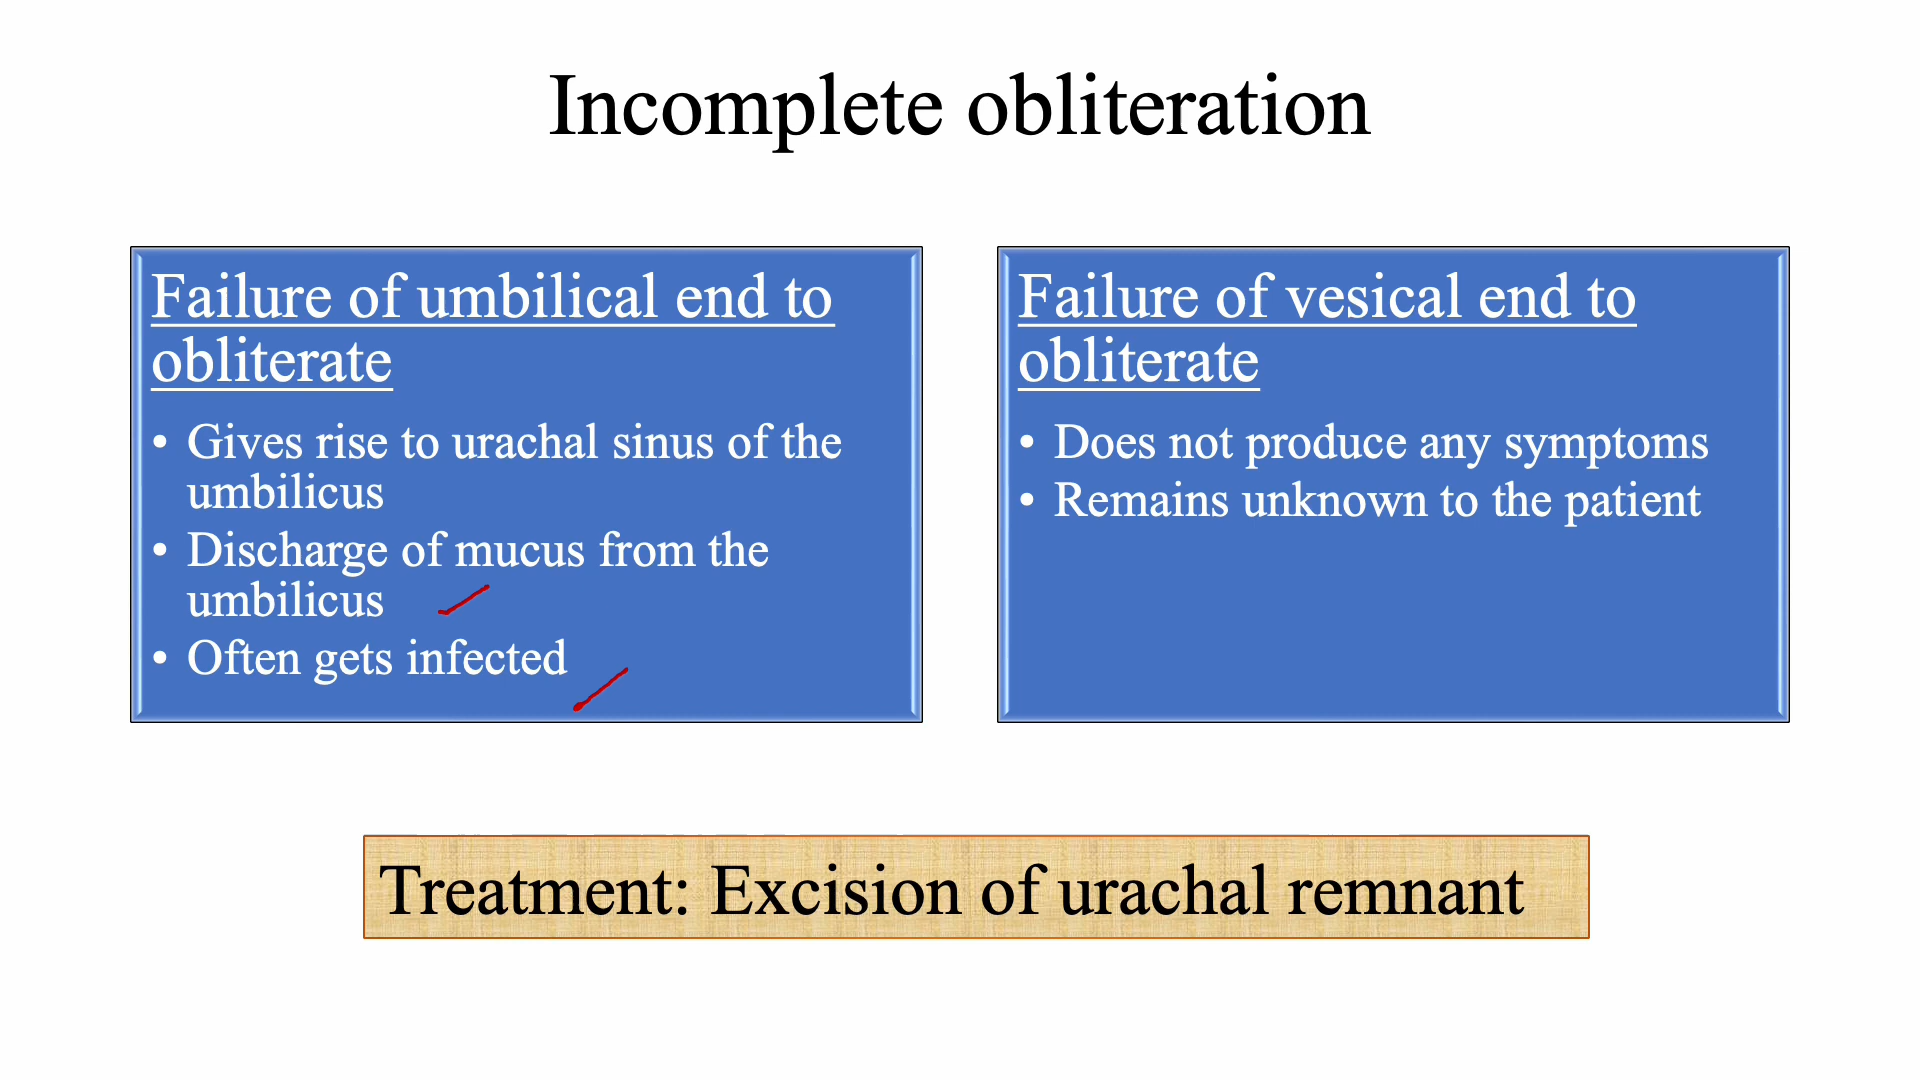 Incomplete obliteration
Failure of umbilical end to
obliterate
• Gives rise to urachal sinus of the
umbilicus
• Discharge of mucus from the
umbilicus
• Often gets infected
Failure of vesical end to
obliterate
• Does not produce any symptoms
• Remains unknown to the patient
Treatment: Excision of urachal remnant